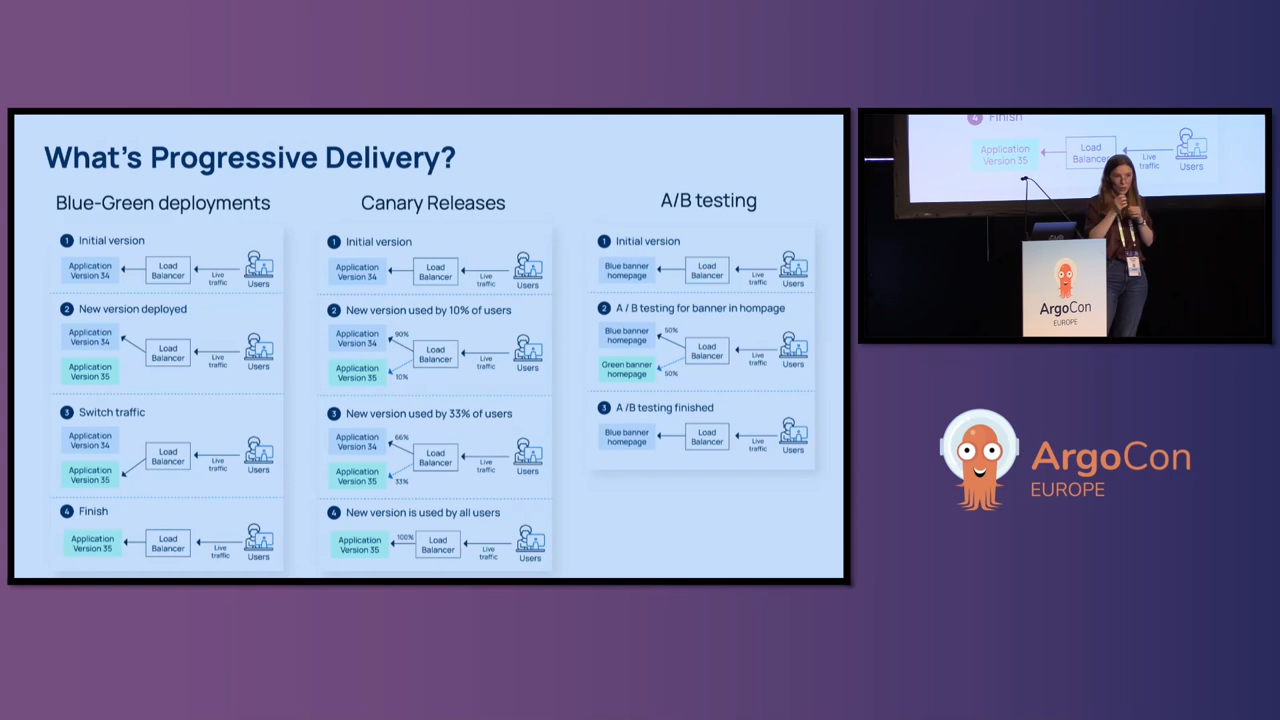 What's Progressive Delivery?
Blue-Green deployments
1 Initial version
Application
Version 34
Load
Balancer
Live
traffic
Users
2 New version deployed
Application
Version 34
Application
Version 35
Load
Balancer
Live
traffic
Users
3 Switch traffic
Application
Version 34
Application
Version 35
Load
Balancer
Live
traffic
Users
4 Finish
Application
Version 35
Load
Balancer
Live
traffic
Users
Canary Releases
1 Initial version
Application
Version 34
Load
Balancer
Live
traffic
Users
2 New version used by 10% of users
Application
Version 34
90%
Application
Version 35
10%
Load
Balancer
Live
traffic
Users
3 New version used by 33% of users
Application
Version 34
66%
Application
Version 35
33%
Load
Balancer
Live
traffic
Users
4 New version is used by all users
Application
Version 35
100%
Load
Balancer
Live
traffic
Users
A/B testing
1 Initial version
Blue banner
homepage
Load
Balancer
Live
traffic
Users
2 A / B testing for banner in hompage
Blue banner
homepage
50%
Green banner
homepage
50%
Load
Balancer
Live
traffic
Users
3 A /B testing finished
Blue banner
homepage
Load
Balancer
Live
traffic
Users
4 Finish
Application
Version 35
Load
Balancer
Live
traffic
Users
ArgoCon
EUROPE
ArgoCon
EUROPE